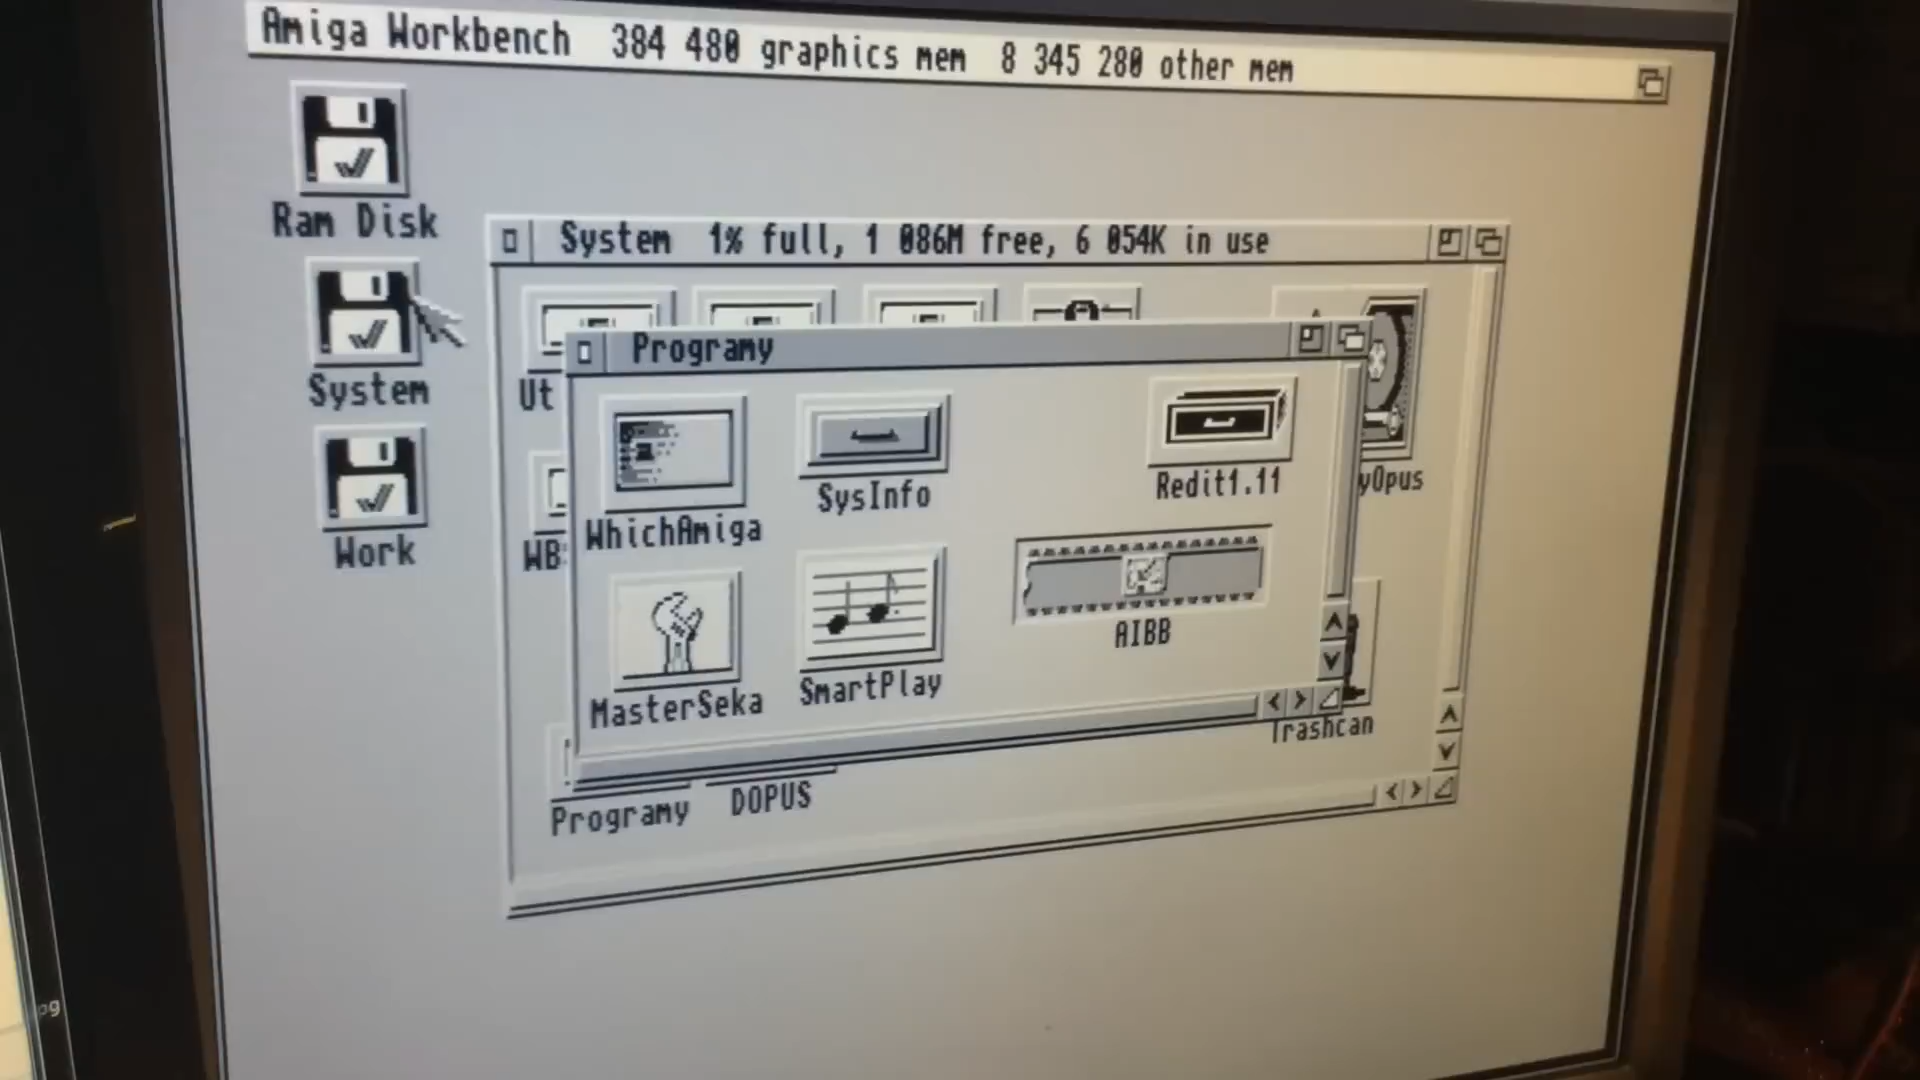 Amiga Workbench 384 480 graphics mem 8 345 280 other mem
Ram Disk
System
Work
System 1% full, 1 086M free, 6 054K in use
Ut
yOpus
WB
Trashcan
Programy
DOPUS
Programy
WhichAmiga
SysInfo
Redit1.11
MasterSeka
SmartPlay
AIBB
pg